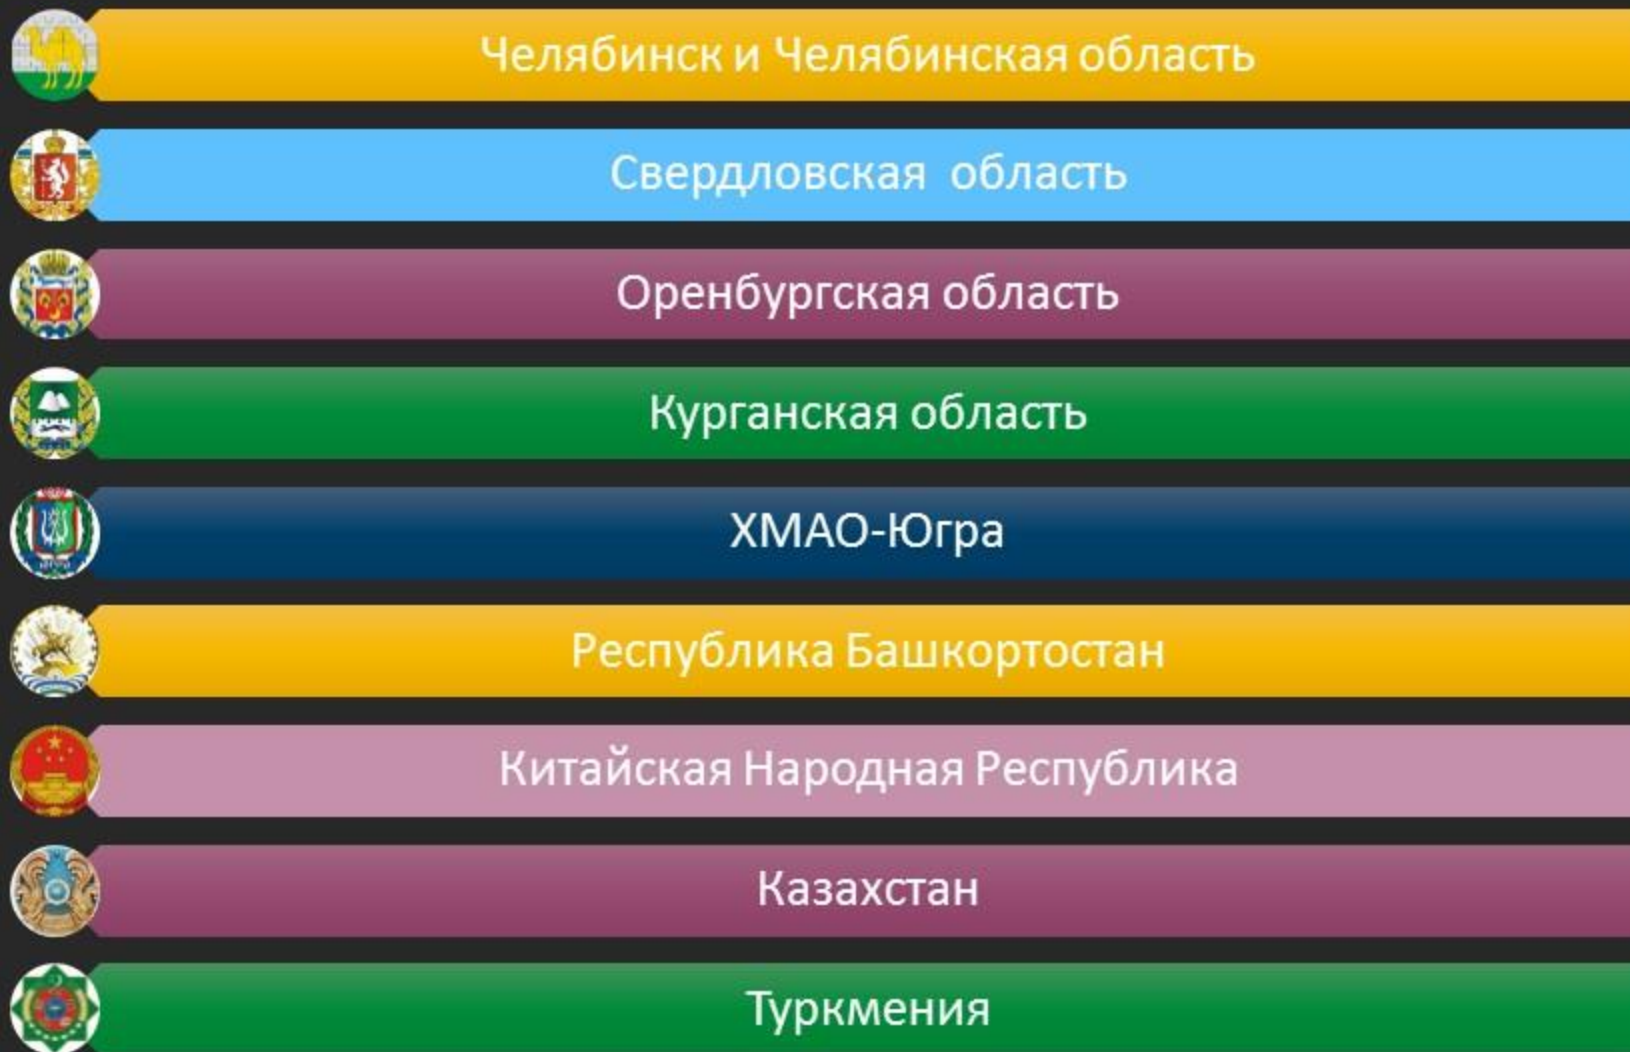 Челябинск и Челябинская область
Свердловская область
Оренбургская область
Курганская область
ХМАО-Югра
Республика Башкортостан
Китайская Народная Республика
Казахстан
Туркмения